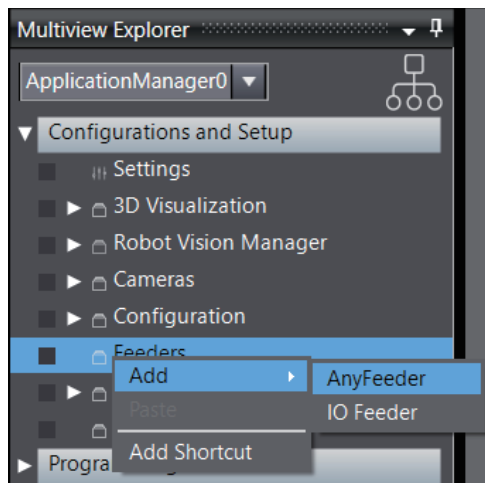 Multiview Explorer
ApplicationManager0
Configurations and Setup
Settings
3D Visualization
Robot Vision Manager
Cameras
Configuration
Feeders
Add
AnyFeeder
Paste
IO Feeder
Add Shortcut